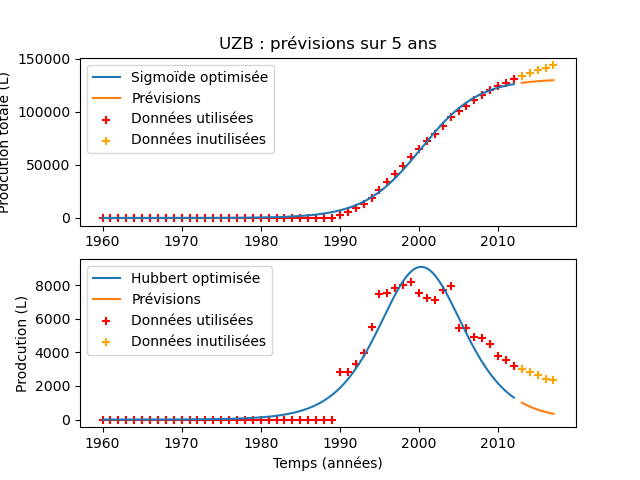 UZB : prévisions sur 5 ans
Prodcution totale (L)
150000
100000
50000
0
Sigmoïde optimisée
Prévisions
Données utilisées
Données inutilisées
1960 1970 1980 1990 2000 2010
Prodcution (L)
8000
6000
4000
2000
0
Hubbert optimisée
Prévisions
Données utilisées
Données inutilisées
1960 1970 1980 1990 2000 2010
Temps (années)